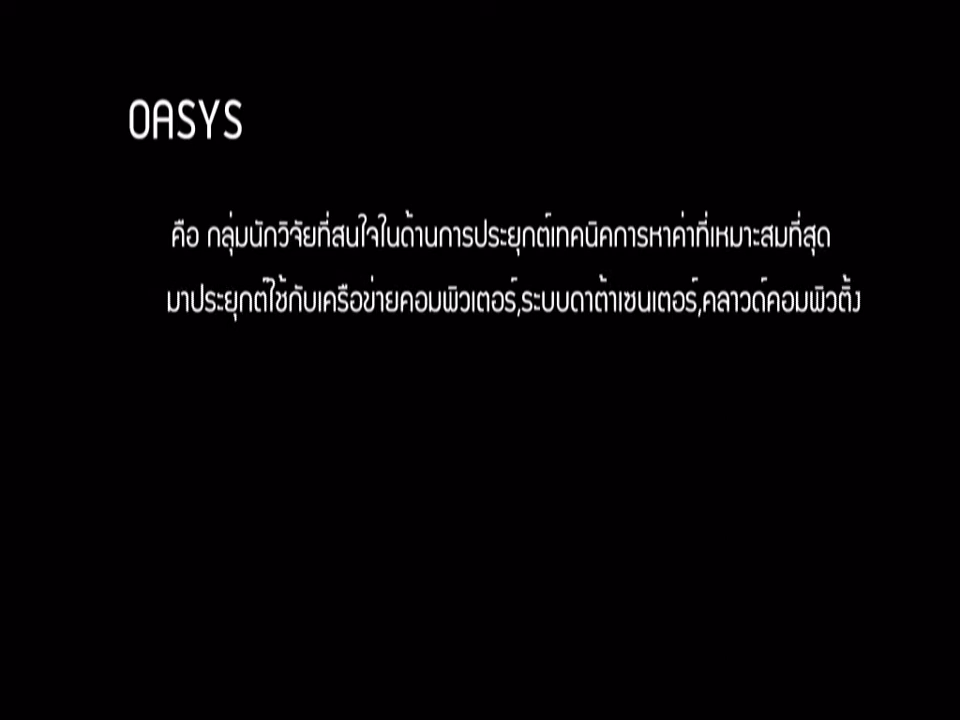 OASYS
คือ กลุ่มนักวิจัยที่สนใจในด้านการประยุกต์เทคนิคการหาค่าที่เหมาะสมที่สุด
มาประยุกต์ใช้กับเครือข่ายคอมพิวเตอร์,ระบบดาต้าเซนเตอร์,คลาวด์คอมพิวติ้ง